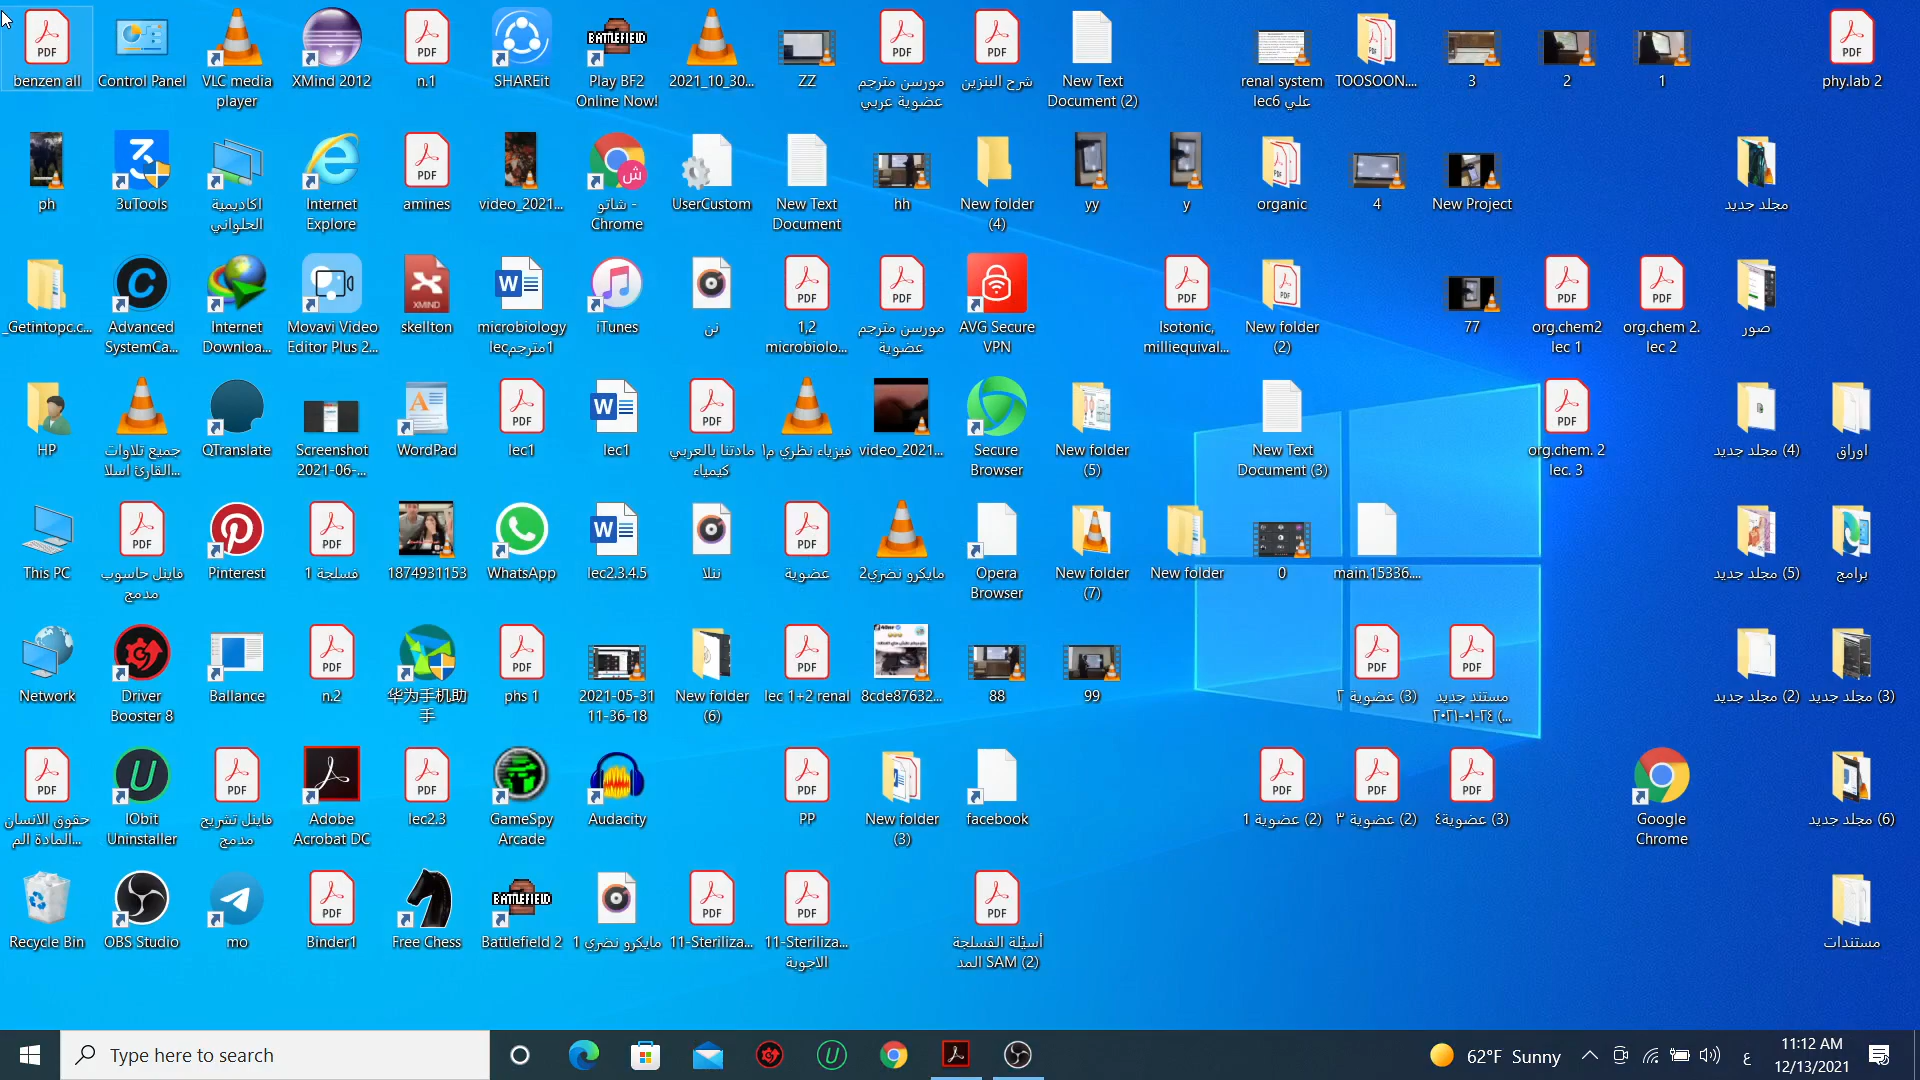 benzen all
Control Panel
VLC media
player
XMind 2012
n.1
SHAREit
Play BF2
Online Now!
2021_10_30...
ZZ
مورسن مترجم
عضوية عربي
شرح البنزين
New Text
Document (2)
renal system
lec6 علي
TOOSOON....
3
2
1
phy.lab 2
ph
3uTools
اكاديمية
الحلواني
Internet
Explore
amines
video_2021...
شاتو -
Chrome
UserCustom
New Text
Document
hh
New folder
(4)
yy
y
organic
4
New Project
مجلد جديد
_Getintopc.c...
Advanced
SystemCa...
Internet
Downloa...
Movavi Video
Editor Plus 2...
skellton
microbiology
lecمترجم1
iTunes
نن
1,2
microbiolo...
مورسن مترجم
عضوية
AVG Secure
VPN
Isotonic,
milliequival...
New folder
(2)
77
org.chem2
lec 1
org.chem 2.
lec 2
صور
HP
جميع تلاوات
القارئ اسلا...
QTranslate
Screenshot
2021-06-...
WordPad
lec1
lec1
مادتنا بالعربي
كيمياء
فيزياء نظري م١
video_2021...
Secure
Browser
New folder
(5)
New Text
Document (3)
org.chem. 2
lec. 3
مجلد جديد (4)
اوراق
This PC
فاينل حاسوب
مدمج
Pinterest
فسلجة 1
1874931153
WhatsApp
lec2.3.4.5
ننلا
عضوية
مايكرو نضري2
Opera
Browser
New folder
(7)
New folder
0
main.15336....
مجلد جديد (5)
برامج
Network
Driver
Booster 8
Ballance
n.2
华为手机助
手
phs 1
2021-05-31
11-36-18
New folder
(6)
lec 1+2 renal
8cde87632...
88
99
عضوية ٢ (3)
مستند جديد
مجلد جديد (2)
مجلد جديد (3)
حقوق الانسان
المادة الم...
IObit
Uninstaller
فاينل تشريح
مدمج
Adobe
Acrobat DC
lec2.3
GameSpy
Arcade
Audacity
PP
New folder
(3)
facebook
عضوية 1 (2)
عضوية ٣ (2)
عضوية٤ (3)
Google
Chrome
مجلد جديد (6)
Recycle Bin
OBS Studio
mo
Binder1
Free Chess
BATTLEFIELD
Battlefield 2
مايكرو نضري 1
11-Steriliza...
11-Steriliza...
الاجوبة
أسئلة الفسلجة
المد SAM (2)
مستندات
Type here to search
62°F Sunny
ع
11:12 AM
12/13/2021